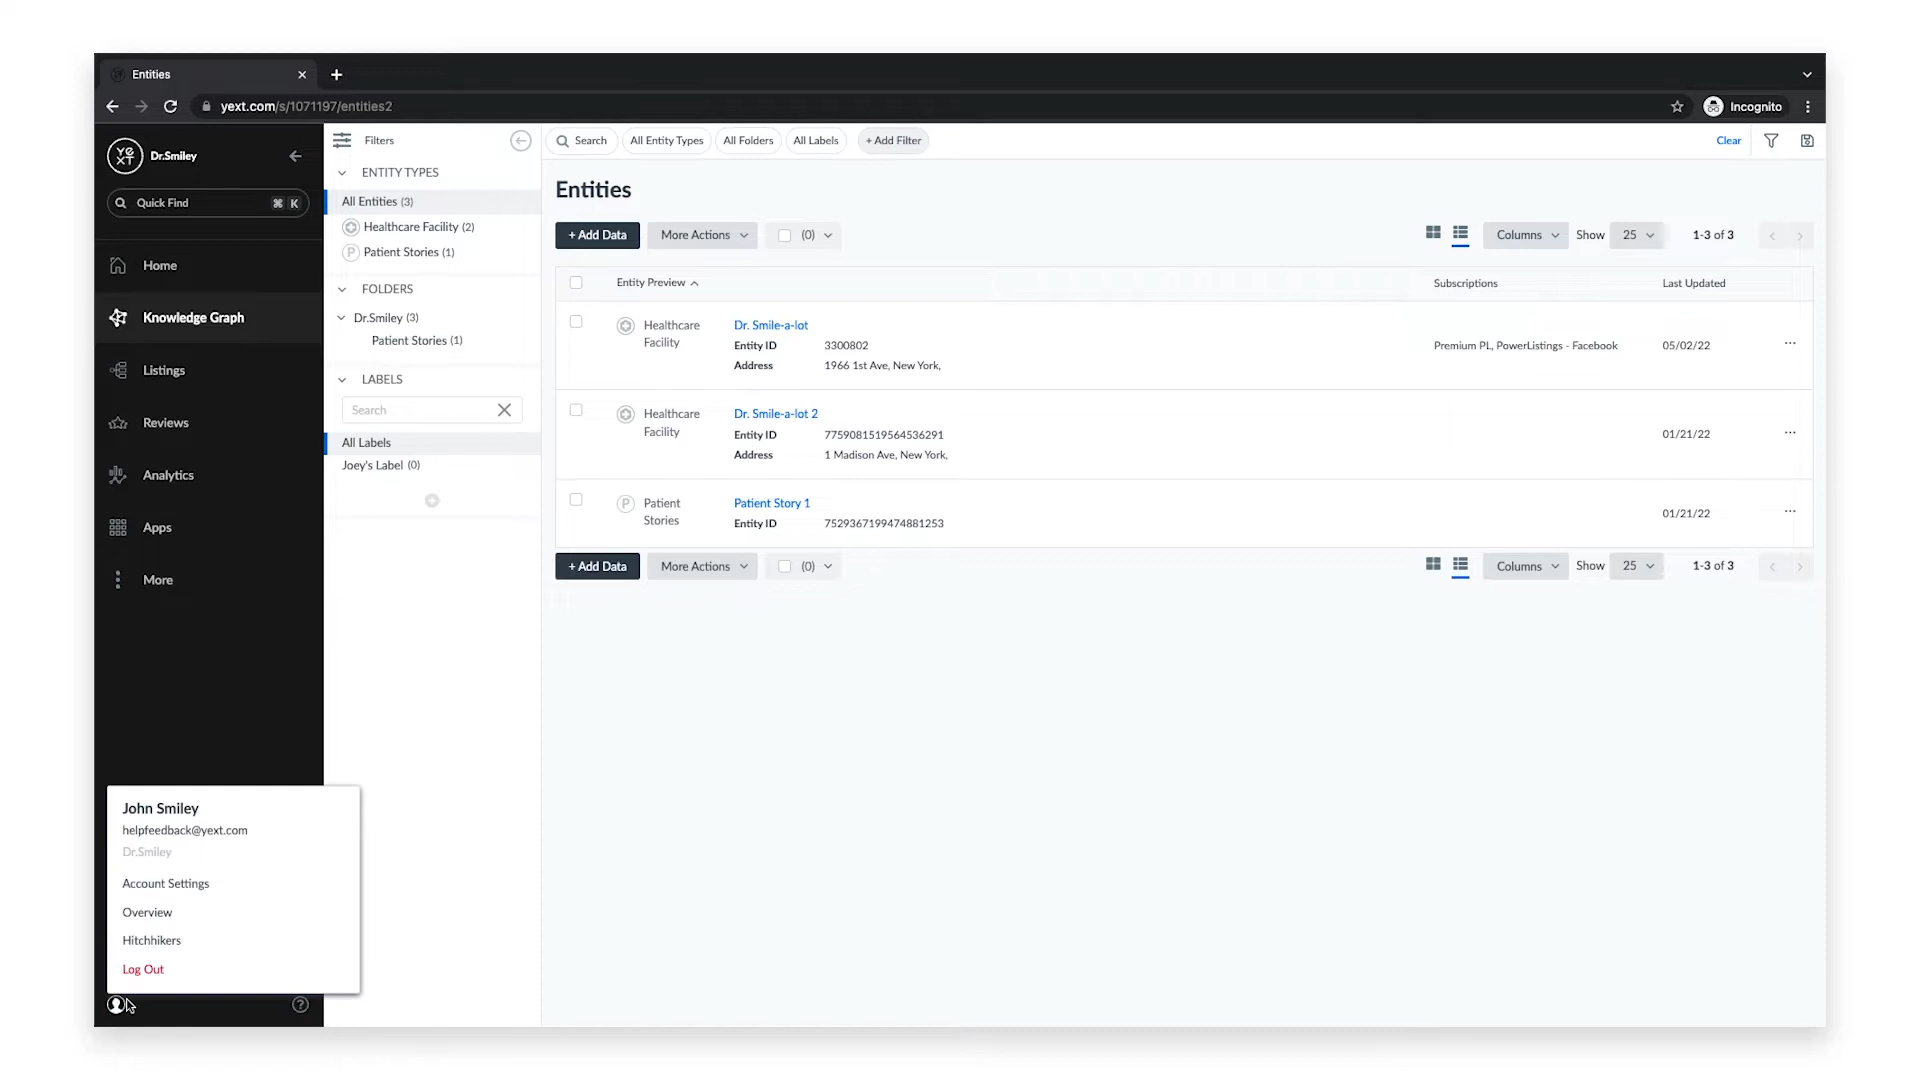 Entities
yext.com/s/1071197/entities2
Incognito
YEXT
Dr.Smiley
Quick Find
⌘ K
Home
Knowledge Graph
Listings
Reviews
Analytics
Apps
More
John Smiley
helpfeedback@yext.com
Dr.Smiley
Account Settings
Overview
Hitchhikers
Log Out
?
Filters
ENTITY TYPES
All Entities (3)
Healthcare Facility (2)
P Patient Stories (1)
FOLDERS
Dr.Smiley (3)
Patient Stories (1)
LABELS
Search
All Labels
Joey's Label (0)
Search All Entity Types All Folders All Labels + Add Filter Clear
Entities
+ Add Data More Actions (0) Columns Show 25 1-3 of 3
Entity Preview Subscriptions Last Updated
Healthcare Facility
Dr. Smile-a-lot
Entity ID 3300802
Address 1966 1st Ave, New York,
Premium PL, PowerListings - Facebook
05/02/22
Healthcare Facility
Dr. Smile-a-lot 2
Entity ID 7759081519564536291
Address 1 Madison Ave, New York,
01/21/22
P
Patient Stories
Patient Story 1
Entity ID 7529367199474881253
01/21/22
+ Add Data More Actions (0) Columns Show 25 1-3 of 3